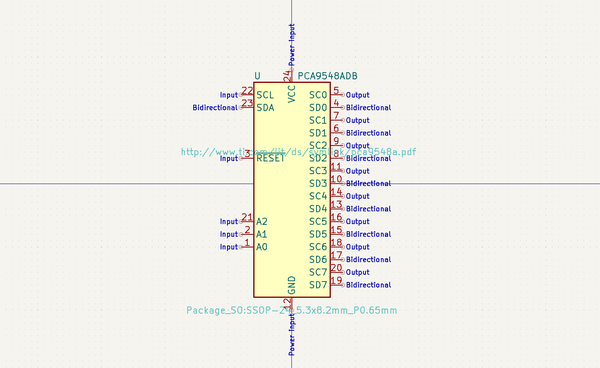 Power Input
24
U PCA9548ADB
VCC
Input 22 SCL SC0 5 Output
Bidirectional 23 SDA SD0 4 Bidirectional
SC1 7 Output
SD1 6 Bidirectional
SC2 9 Output
http://www.ti.com/lit/ds/symlink/pca9548a.pdf
Input 3 RESET SD2 8 Bidirectional
SC3 11 Output
SD3 10 Bidirectional
SC4 14 Output
SD4 13 Bidirectional
Input 21 A2 SC5 16 Output
Input 2 A1 SD5 15 Bidirectional
Input 1 A0 SC6 18 Output
SD6 17 Bidirectional
SC7 20 Output
GND SD7 19 Bidirectional
12
Package_SO:SSOP-24_5.3x8.2mm_P0.65mm
Power Input